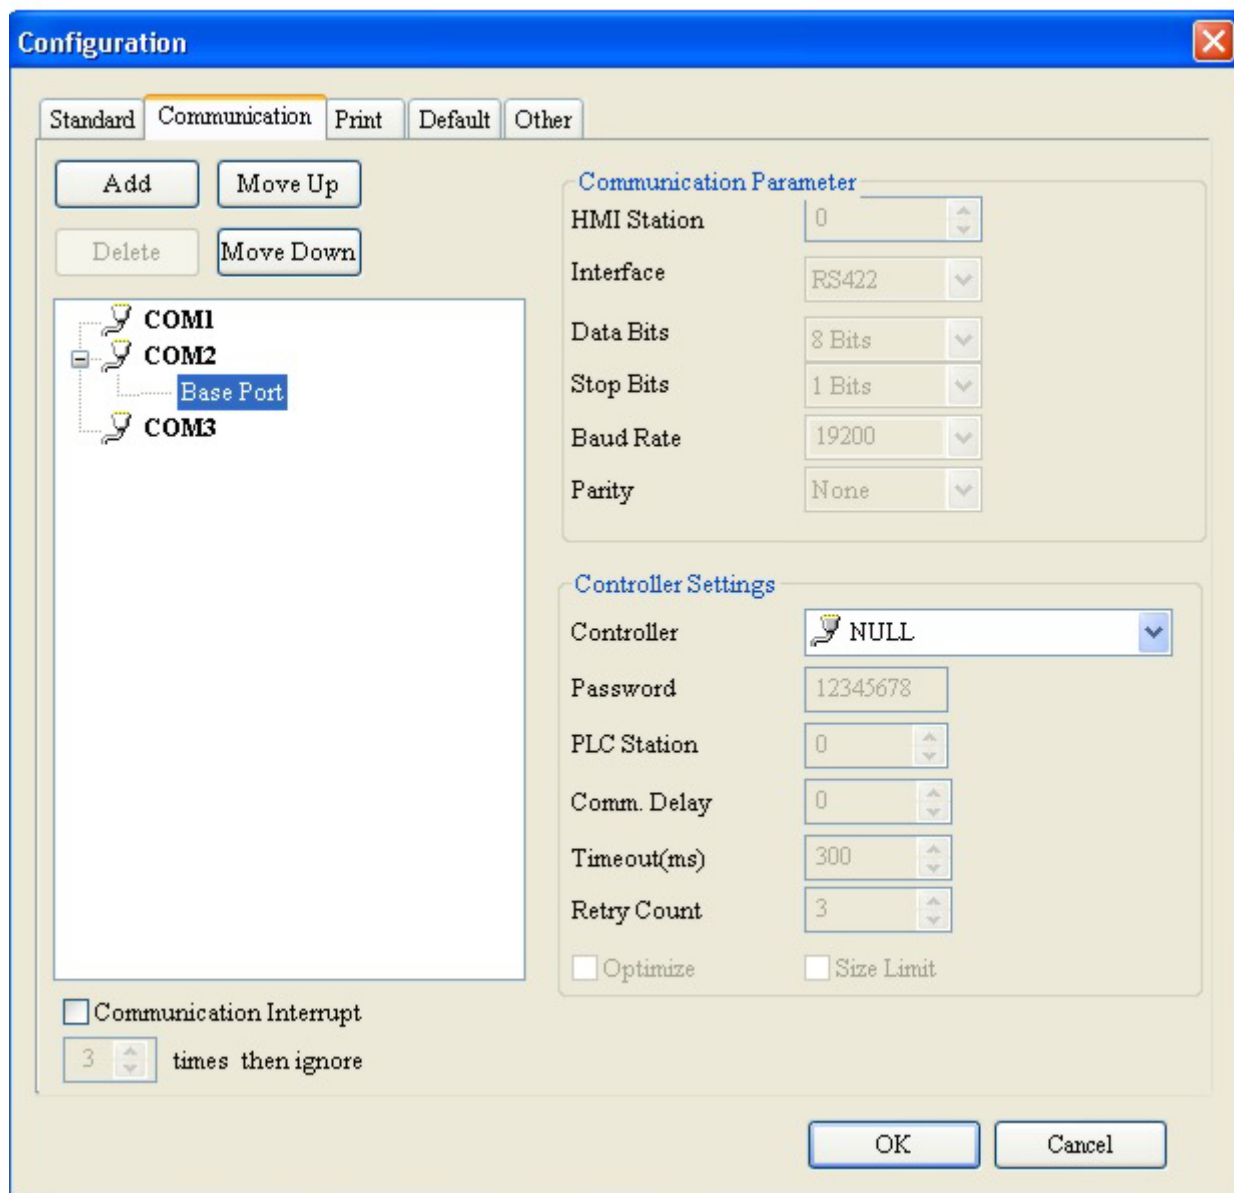 Configuration
Standard Communication Print Default Other
Add Move Up
Delete Move Down
COM1
COM2
Base Port
COM3
Communication Interrupt
3 times then ignore
Communication Parameter
HMI Station 0
Interface RS422
Data Bits 8 Bits
Stop Bits 1 Bits
Baud Rate 19200
Parity None
Controller Settings
Controller NULL
Password 12345678
PLC Station 0
Comm. Delay 0
Timeout(ms) 300
Retry Count 3
Optimize Size Limit
OK Cancel